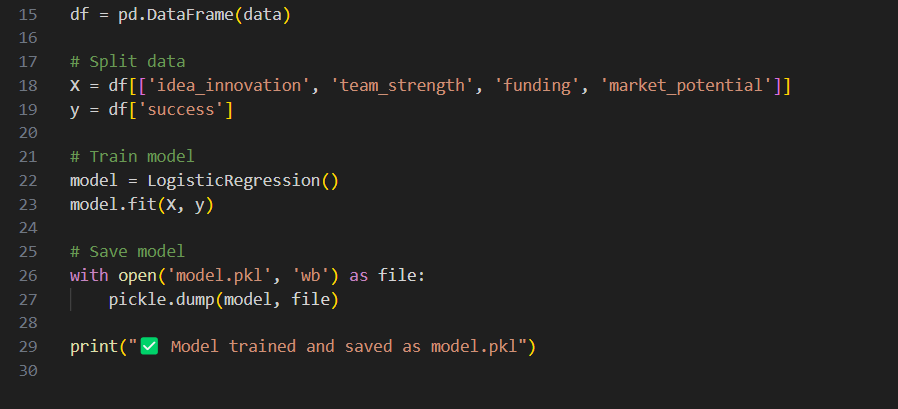 15 df = pd.DataFrame(data)
16
17 # Split data
18 X = df[['idea_innovation', 'team_strength', 'funding', 'market_potential']]
19 y = df['success']
20
21 # Train model
22 model = LogisticRegression()
23 model.fit(X, y)
24
25 # Save model
26 with open('model.pkl', 'wb') as file:
27     pickle.dump(model, file)
28
29 print("✅ Model trained and saved as model.pkl")
30